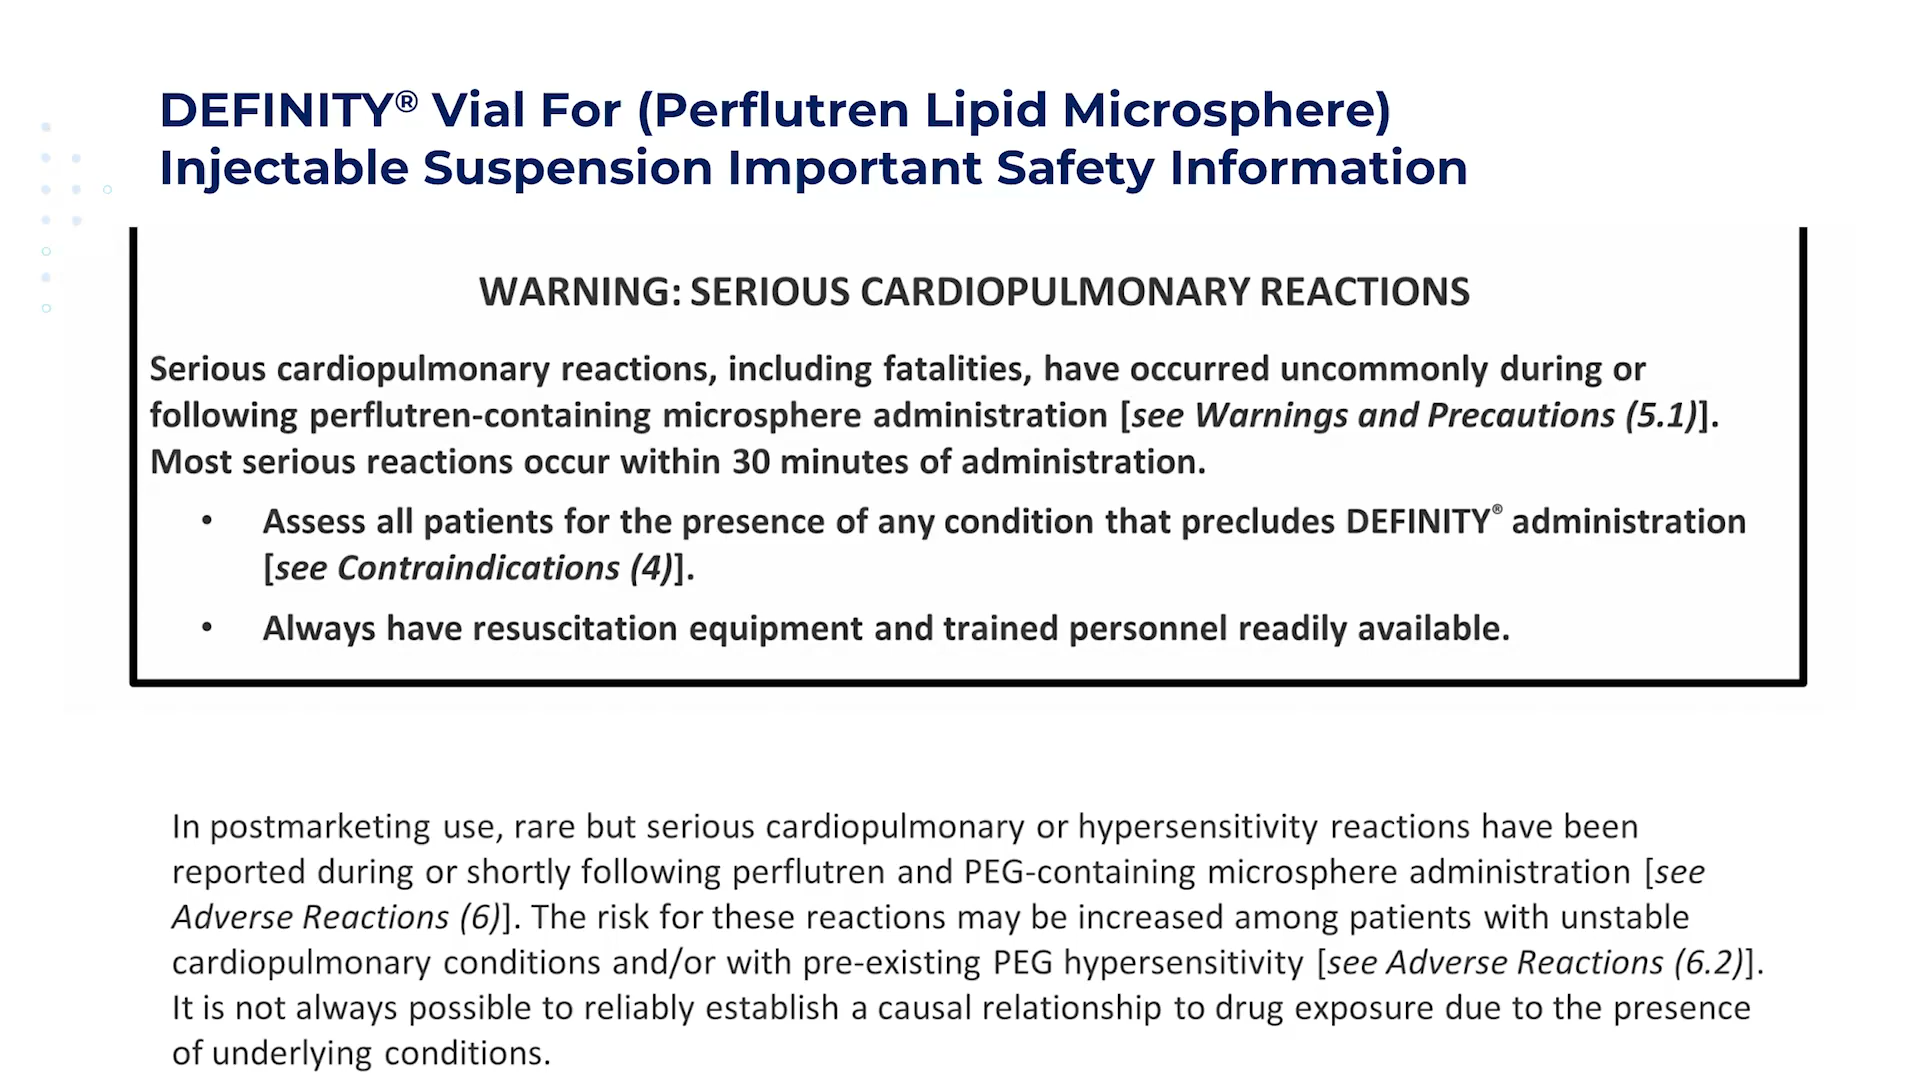 DEFINITY® Vial For (Perflutren Lipid Microsphere)
Injectable Suspension Important Safety Information
WARNING: SERIOUS CARDIOPULMONARY REACTIONS
Serious cardiopulmonary reactions, including fatalities, have occurred uncommonly during or
following perflutren-containing microsphere administration [see Warnings and Precautions (5.1)].
Most serious reactions occur within 30 minutes of administration.
• Assess all patients for the presence of any condition that precludes DEFINITY® administration
[see Contraindications (4)].
• Always have resuscitation equipment and trained personnel readily available.
In postmarketing use, rare but serious cardiopulmonary or hypersensitivity reactions have been
reported during or shortly following perflutren and PEG-containing microsphere administration [see
Adverse Reactions (6)]. The risk for these reactions may be increased among patients with unstable
cardiopulmonary conditions and/or with pre-existing PEG hypersensitivity [see Adverse Reactions (6.2)].
It is not always possible to reliably establish a causal relationship to drug exposure due to the presence
of underlying conditions.